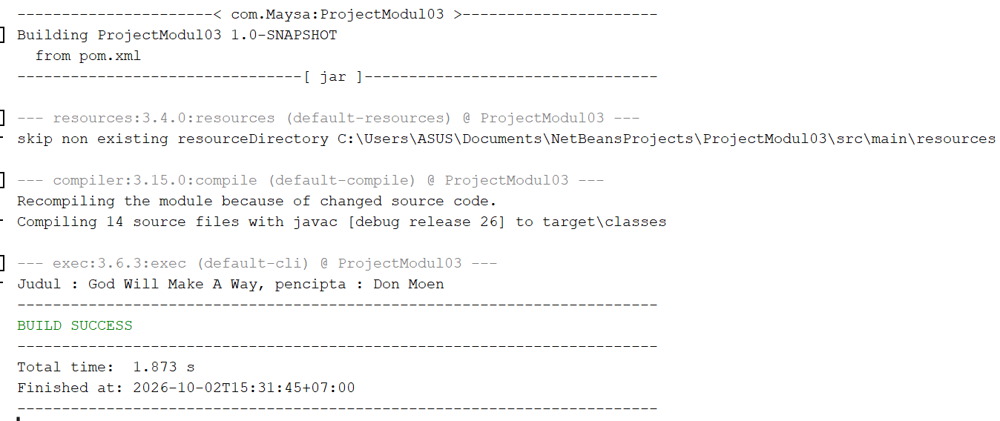 ----------------------< com.Maysa:ProjectModul03 >----------------------
Building ProjectModul03 1.0-SNAPSHOT
  from pom.xml
--------------------------------[ jar ]---------------------------------
--- resources:3.4.0:resources (default-resources) @ ProjectModul03 ---
skip non existing resourceDirectory C:\Users\ASUS\Documents\NetBeansProjects\ProjectModul03\src\main\resources
--- compiler:3.15.0:compile (default-compile) @ ProjectModul03 ---
Recompiling the module because of changed source code.
Compiling 14 source files with javac [debug release 26] to target\classes
--- exec:3.6.3:exec (default-cli) @ ProjectModul03 ---
Judul : God Will Make A Way, pencipta : Don Moen
------------------------------------------------------------------------
BUILD SUCCESS
------------------------------------------------------------------------
Total time:  1.873 s
Finished at: 2026-10-02T15:31:45+07:00
------------------------------------------------------------------------